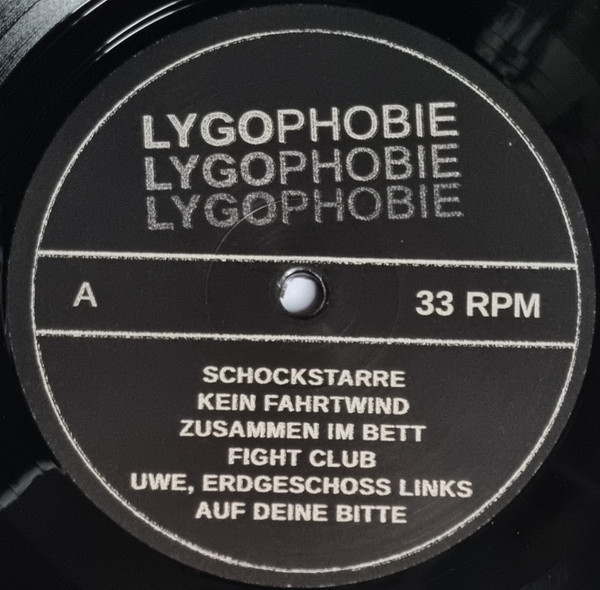 LYGOPHOBIE
LYGOPHOBIE
LYGOPHOBIE
A 33 RPM
SCHOCKSTARRE
KEIN FAHRTWIND
ZUSAMMEN IM BETT
FIGHT CLUB
UWE, ERDGESCHOSS LINKS
AUF DEINE BITTE